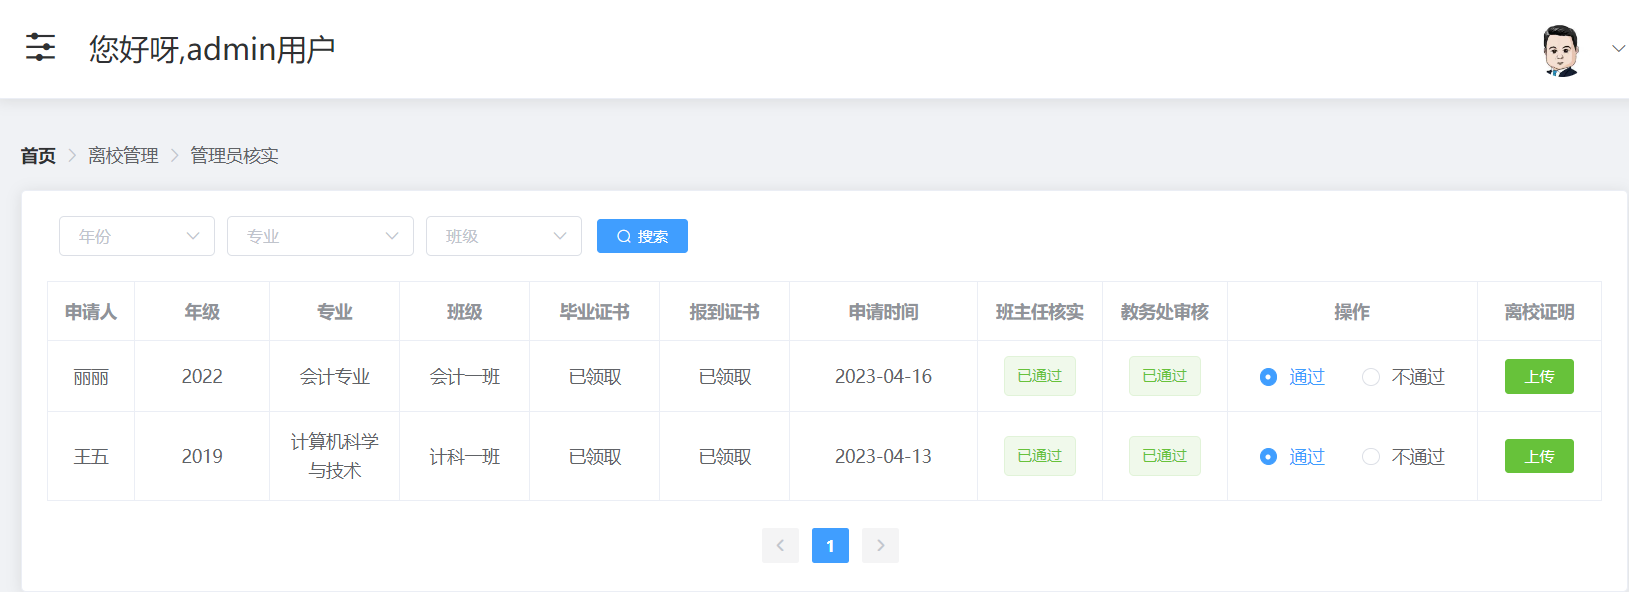 您好呀,admin用户
首页 > 离校管理 > 管理员核实
年份 专业 班级 搜索
申请人 年级 专业 班级 毕业证书 报到证书 申请时间 班主任核实 教务处审核 操作 离校证明
丽丽 2022 会计专业 会计一班 已领取 已领取 2023-04-16 已通过 已通过 通过 不通过 上传
王五 2019 计算机科学与技术 计科一班 已领取 已领取 2023-04-13 已通过 已通过 通过 不通过 上传
< 1 >